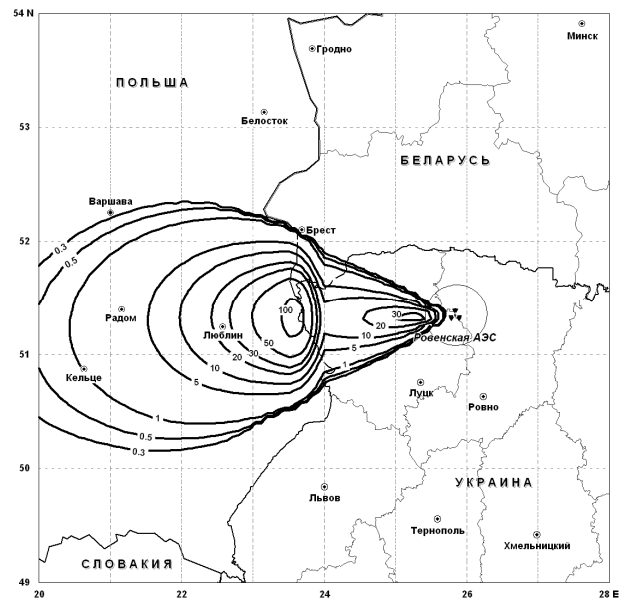 54 N
Минск
Гродно
ПОЛЬША
Белосток
53
БЕЛАРУСЬ
Варшава
Брест
52
0.3
0.5
Радом
100
30
20
Люблин
Ровенская АЭС
50
10
20
30
51
5
10
Кельце
5
1
Луцк
Ровно
1
0.5
0.3
50
УКРАИНА
Львов
Тернополь
Хмельницкий
СЛОВАКИЯ
49
20
22
24
26
28 E